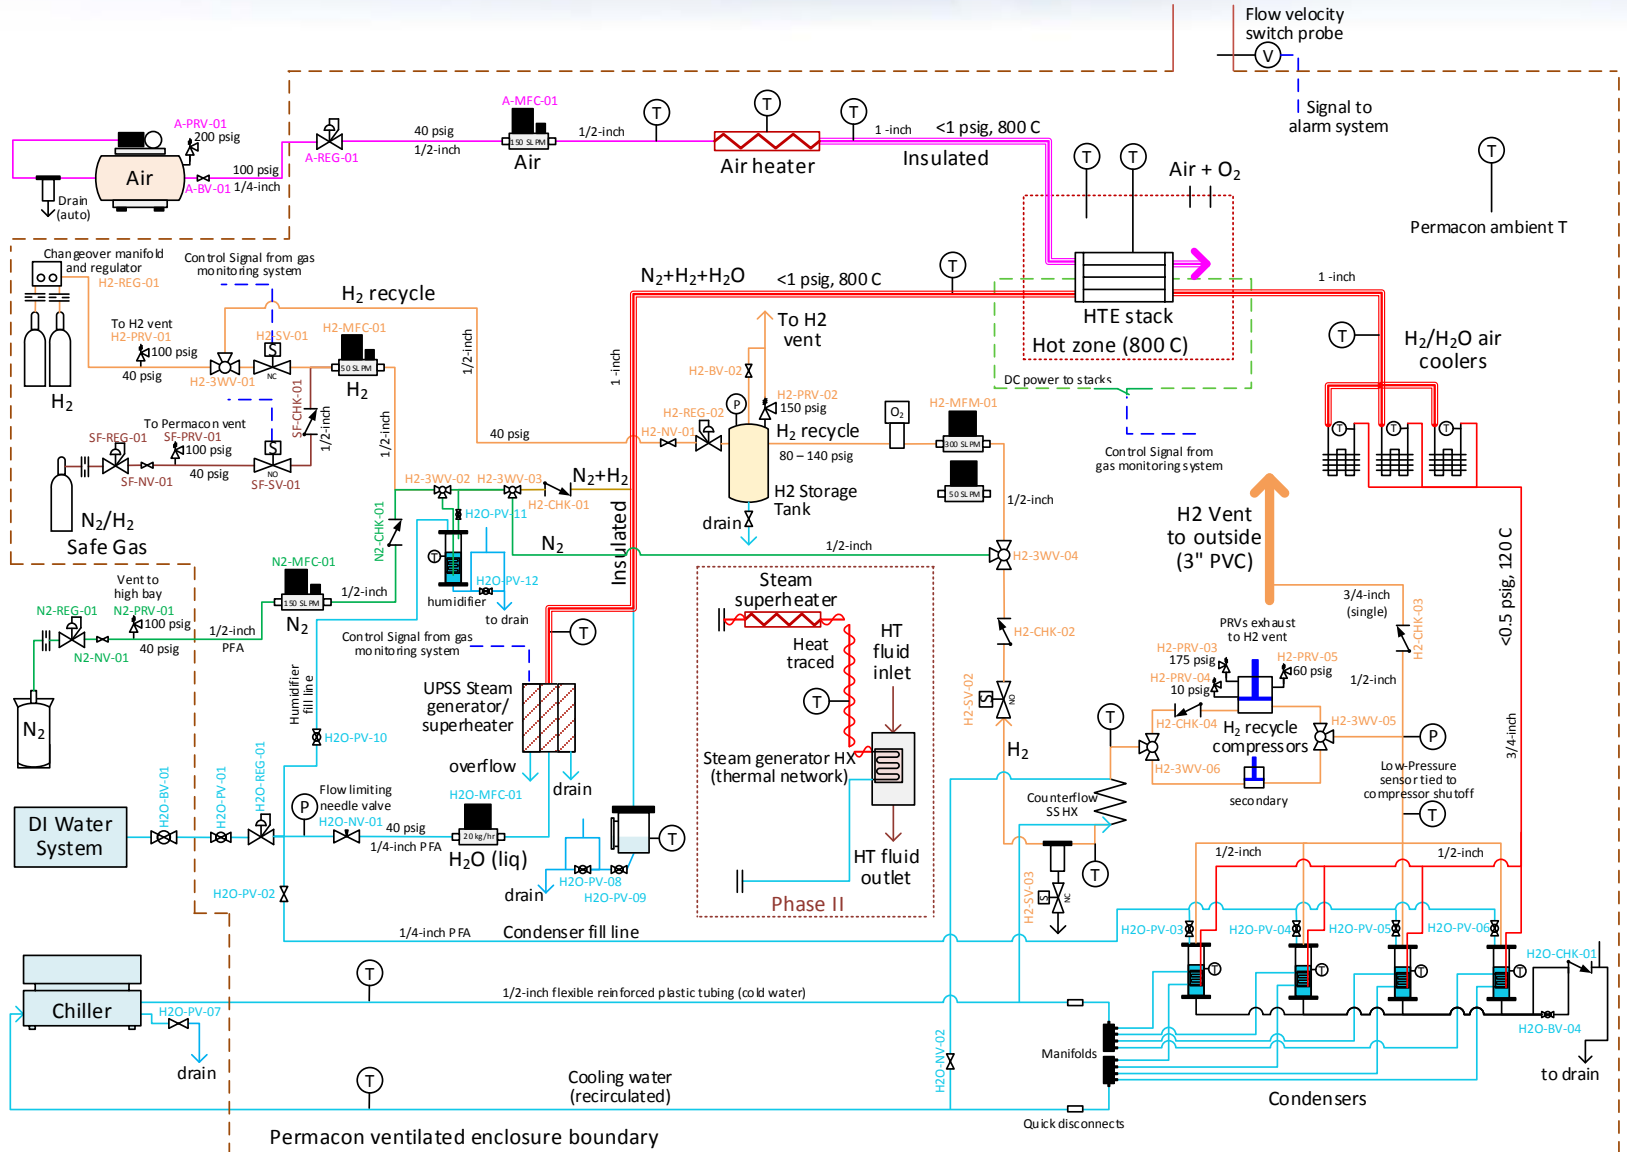 Flow velocity
switch probe
V
Signal to
alarm system
A-PRV-01
200 psig
Air
100 psig
A-BV-01
1/4-inch
Drain
(auto)
A-REG-01
40 psig
1/2-inch
A-MFC-01
150 SLPM
Air
1/2-inch
T
T
Air heater
T
1 -inch
<1 psig, 800 C
Insulated
T
T
Air + O2
T
Permacon ambient T
Changeover manifold
and regulator
H2-REG-01
Control Signal from gas
monitoring system
H2 recycle
To H2 vent
H2-PRV-01
100 psig
40 psig
H2-3WV-01
H2-SV-01
S
NC
H2-MFC-01
50 SLPM
H2
H2
SF-CHK-01
1/2-inch
1/2-inch
1/2-inch
SF-REG-01
To Permacon vent
SF-PRV-01
100 psig
SF-NV-01
40 psig
S
NO
SF-SV-01
N2/H2
Safe Gas
N2+H2+H2O
<1 psig, 800 C
T
1 -inch
Insulated
HTE stack
Hot zone (800 C)
DC power to stacks
Control Signal from
gas monitoring system
1 -inch
T
H2/H2O air
coolers
T
T
T
To H2
vent
H2-BV-02
H2-PRV-02
150 psig
P
H2-REG-02
H2-NV-01
40 psig
H2 recycle
80 – 140 psig
O2
H2-MFM-01
300 SLPM
50 SLPM
H2 Storage
Tank
drain
1/2-inch
H2-3WV-02
H2-3WV-03
N2+H2
H2-CHK-01
H2O-PV-11
N2-CHK-01
T
H2O-PV-12
humidifier
to drain
N2
1/2-inch
H2-3WV-04
N2-MFC-01
150 SLPM
1/2-inch
N2
Vent to
high bay
N2-REG-01
N2-PRV-01
100 psig
N2-NV-01
40 psig
1/2-inch
PFA
N2
Control Signal from gas
monitoring system
T
Humidifier
fill line
UPSS Steam
generator/
superheater
overflow
drain
H2O-PV-10
Steam
superheater
Heat
traced
T
HT
fluid
inlet
Steam generator HX
(thermal network)
HT fluid
outlet
Phase II
H2-CHK-02
H2-SV-02
S
NO
H2
H2 Vent
to outside
(3" PVC)
3/4-inch
(single)
H2-CHK-03
1/2-inch
<0.5 psig, 120 C
3/4-inch
PRVs exhaust
to H2 vent
H2-PRV-03
175 psig
H2-PRV-04
10 psig
H2-PRV-05
60 psig
H2-CHK-04
H2 recycle
compressors
H2-3WV-05
H2-3WV-06
secondary
P
Low-Pressure
sensor tied to
compressor shutoff
T
T
Counterflow
SS HX
T
H2-SV-03
S
NC
DI Water
System
H2O-BV-01
H2O-PV-01
H2O-REG-01
P
Flow limiting
needle valve
H2O-NV-01
40 psig
1/4-inch PFA
H2O-MFC-01
20 kg/hr
H2O (liq)
T
H2O-PV-08
drain
H2O-PV-09
H2O-PV-02
1/4-inch PFA
Condenser fill line
1/2-inch
1/2-inch
H2O-PV-03
H2O-PV-04
H2O-PV-05
H2O-PV-06
T
T
T
T
H2O-CHK-01
H2O-BV-04
to drain
Chiller
H2O-PV-07
drain
T
1/2-inch flexible reinforced plastic tubing (cold water)
H2O-NV-02
Manifolds
T
Cooling water
(recirculated)
Quick disconnects
Condensers
Permacon ventilated enclosure boundary